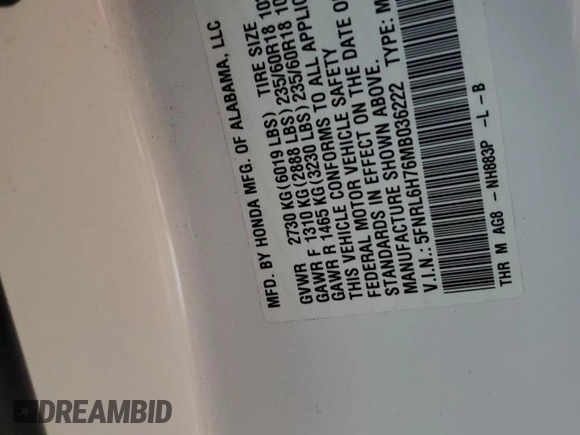 MFD. BY HONDA MFG. OF ALABAMA, LLC
TIRE SIZE
GVWR 2730 KG(6019 LBS)
GAWR F 1310 KG(2888 LBS) 235/60R18
GAWR R 1465 KG(3230 LBS) 235/60R18
THIS VEHICLE CONFORMS TO ALL
FEDERAL MOTOR VEHICLE SAFETY
STANDARDS IN EFFECT ON THE DATE OF
MANUFACTURE SHOWN ABOVE.
V.I.N.: 5FNRL6H76MB036222 TYPE:
THR M AG8 - NH883P -L -B
DREAMBID